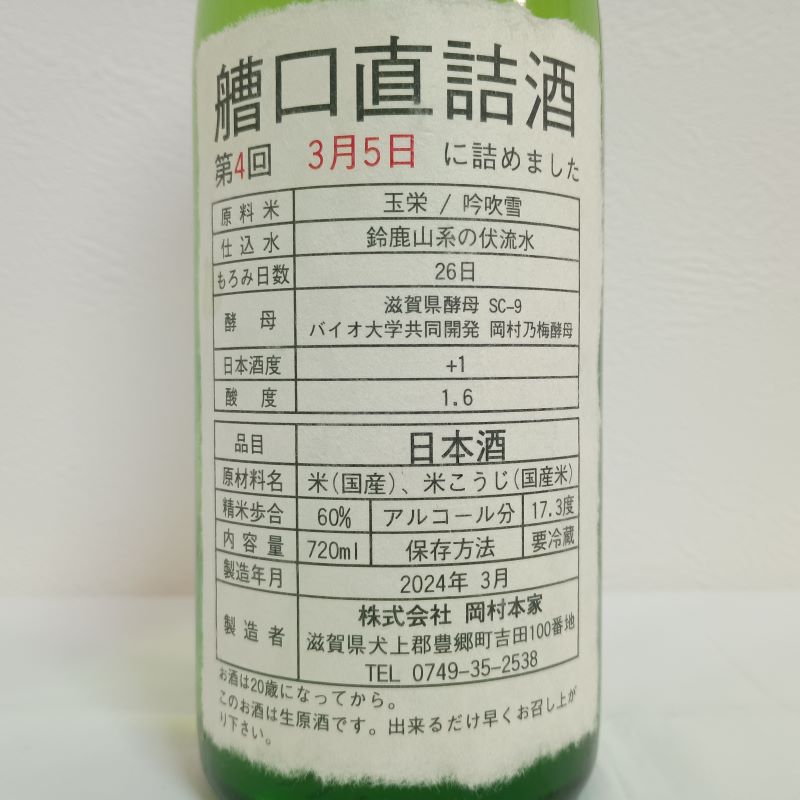 艚口直詰酒
第4回 3月5日 に詰めました
原料米 玉栄 / 吟吹雪
仕込水 鈴鹿山系の伏流水
もろみ日数 26日
酵母 滋賀県酵母 SC-9
バイオ大学共同開発 岡村乃梅酵母
日本酒度 +1
酸度 1.6
品目 日本酒
原材料名 米(国産)、米こうじ(国産米)
精米歩合 60% アルコール分 17.3度
内容量 720ml 保存方法 要冷蔵
製造年月 2024年 3月
製造者 株式会社 岡村本家
滋賀県犬上郡豊郷町吉田100番地
TEL 0749-35-2538
お酒は20歳になってから。
このお酒は生原酒です。出来るだけ早くお召し上が
り下さい。